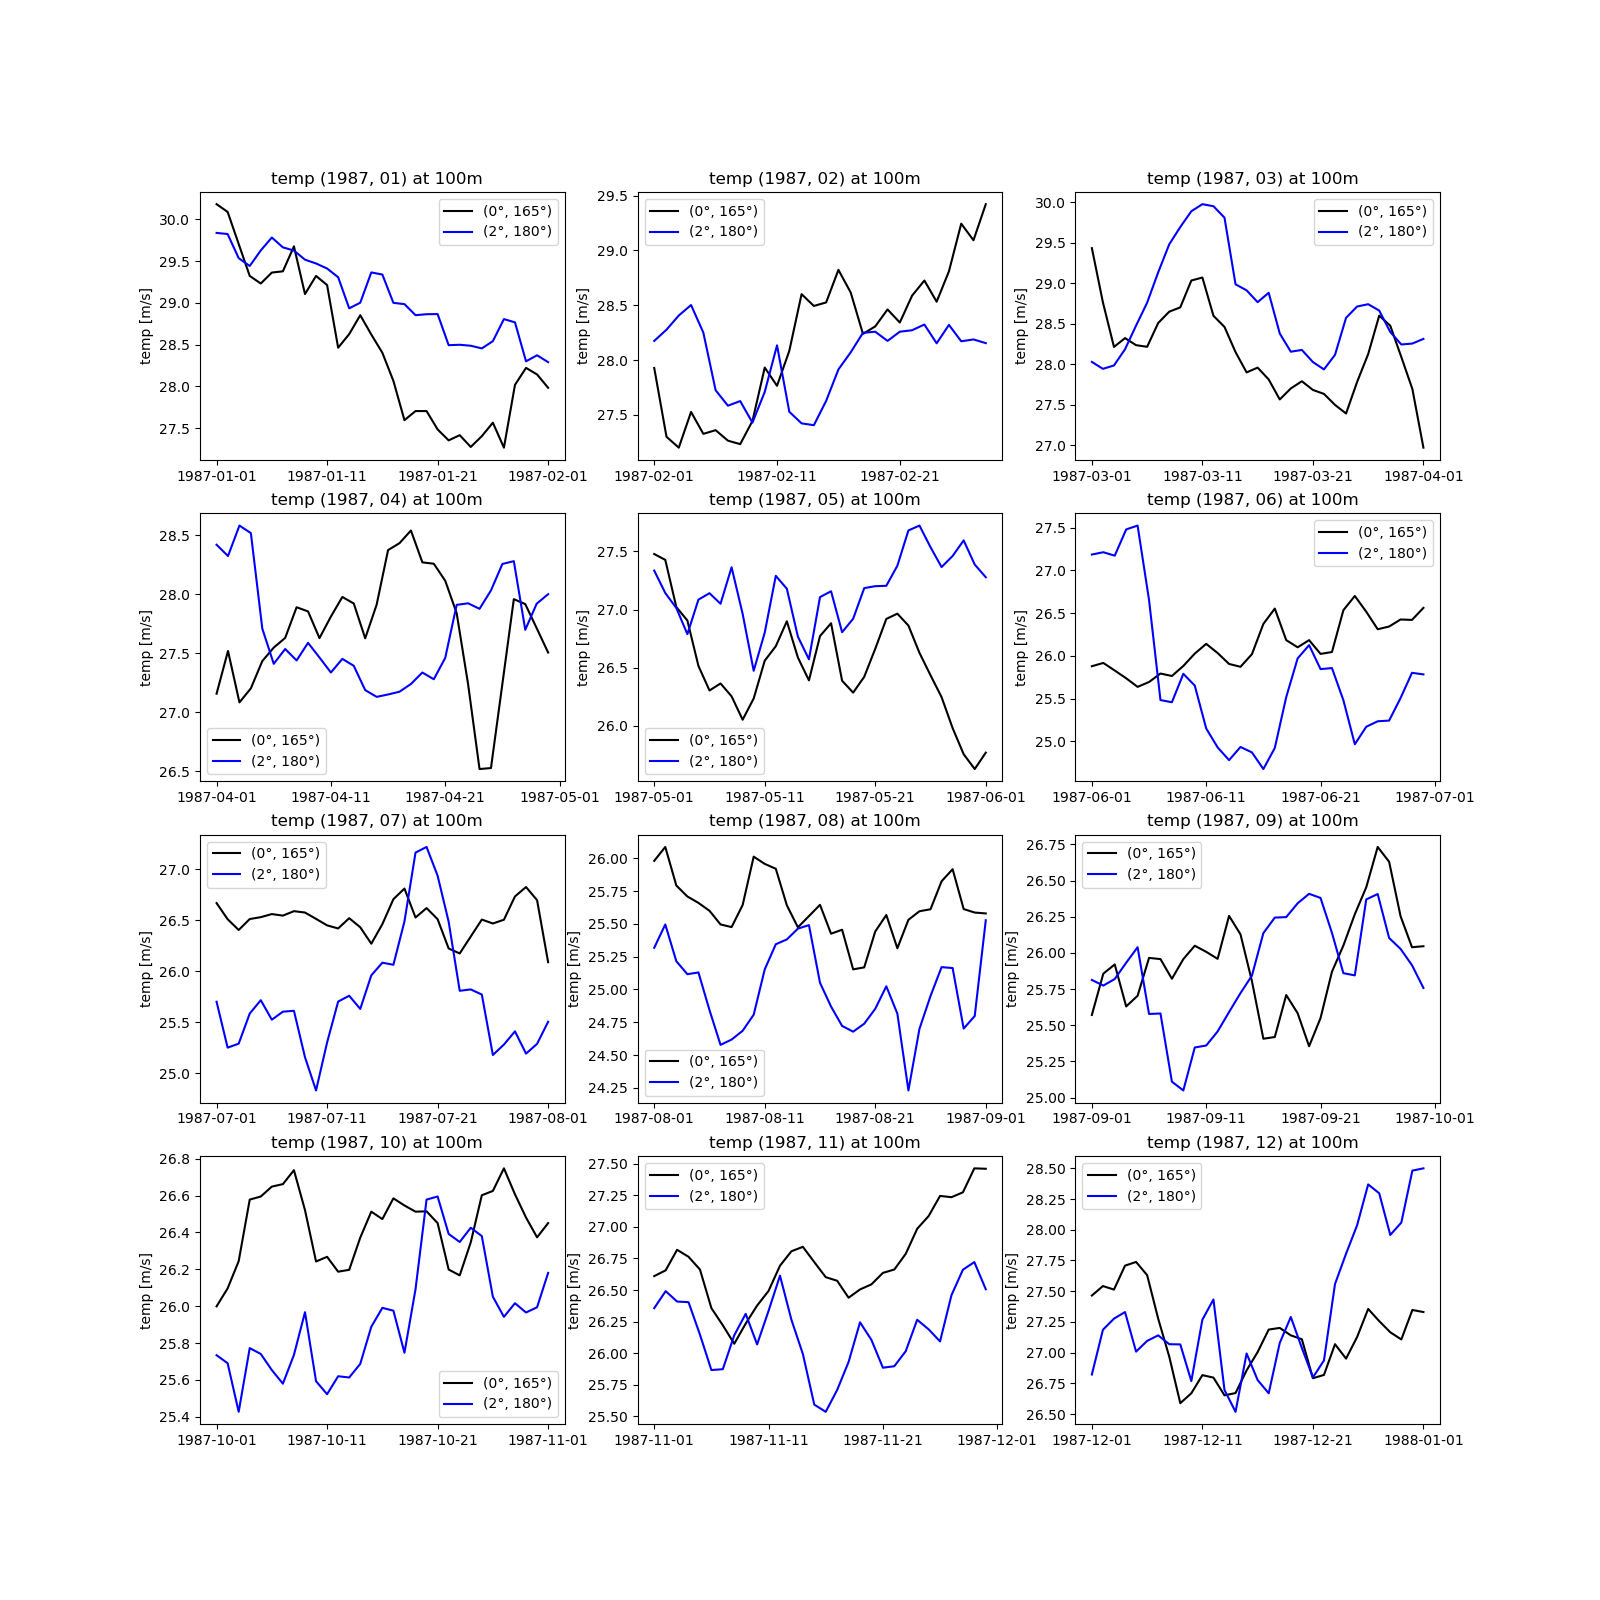 temp (1987, 01) at 100m
temp [m/s]
30.0
29.5
29.0
28.5
28.0
27.5
(0°, 165°)
(2°, 180°)
1987-01-01 1987-01-11 1987-01-21 1987-02-01
temp (1987, 02) at 100m
temp [m/s]
29.5
29.0
28.5
28.0
27.5
(0°, 165°)
(2°, 180°)
1987-02-01 1987-02-11 1987-02-21
temp (1987, 03) at 100m
temp [m/s]
30.0
29.5
29.0
28.5
28.0
27.5
27.0
(0°, 165°)
(2°, 180°)
1987-03-01 1987-03-11 1987-03-21 1987-04-01
temp (1987, 04) at 100m
temp [m/s]
28.5
28.0
27.5
27.0
26.5
(0°, 165°)
(2°, 180°)
1987-04-01 1987-04-11 1987-04-21 1987-05-01
temp (1987, 05) at 100m
temp [m/s]
27.5
27.0
26.5
26.0
(0°, 165°)
(2°, 180°)
1987-05-01 1987-05-11 1987-05-21 1987-06-01
temp (1987, 06) at 100m
temp [m/s]
27.5
27.0
26.5
26.0
25.5
25.0
(0°, 165°)
(2°, 180°)
1987-06-01 1987-06-11 1987-06-21 1987-07-01
temp (1987, 07) at 100m
temp [m/s]
27.0
26.5
26.0
25.5
25.0
(0°, 165°)
(2°, 180°)
1987-07-01 1987-07-11 1987-07-21 1987-08-01
temp (1987, 08) at 100m
temp [m/s]
26.00
25.75
25.50
25.25
25.00
24.75
24.50
24.25
(0°, 165°)
(2°, 180°)
1987-08-01 1987-08-11 1987-08-21 1987-09-01
temp (1987, 09) at 100m
temp [m/s]
26.75
26.50
26.25
26.00
25.75
25.50
25.25
25.00
(0°, 165°)
(2°, 180°)
1987-09-01 1987-09-11 1987-09-21 1987-10-01
temp (1987, 10) at 100m
temp [m/s]
26.8
26.6
26.4
26.2
26.0
25.8
25.6
25.4
(0°, 165°)
(2°, 180°)
1987-10-01 1987-10-11 1987-10-21 1987-11-01
temp (1987, 11) at 100m
temp [m/s]
27.50
27.25
27.00
26.75
26.50
26.25
26.00
25.75
25.50
(0°, 165°)
(2°, 180°)
1987-11-01 1987-11-11 1987-11-21 1987-12-01
temp (1987, 12) at 100m
temp [m/s]
28.50
28.25
28.00
27.75
27.50
27.25
27.00
26.75
26.50
(0°, 165°)
(2°, 180°)
1987-12-01 1987-12-11 1987-12-21 1988-01-01